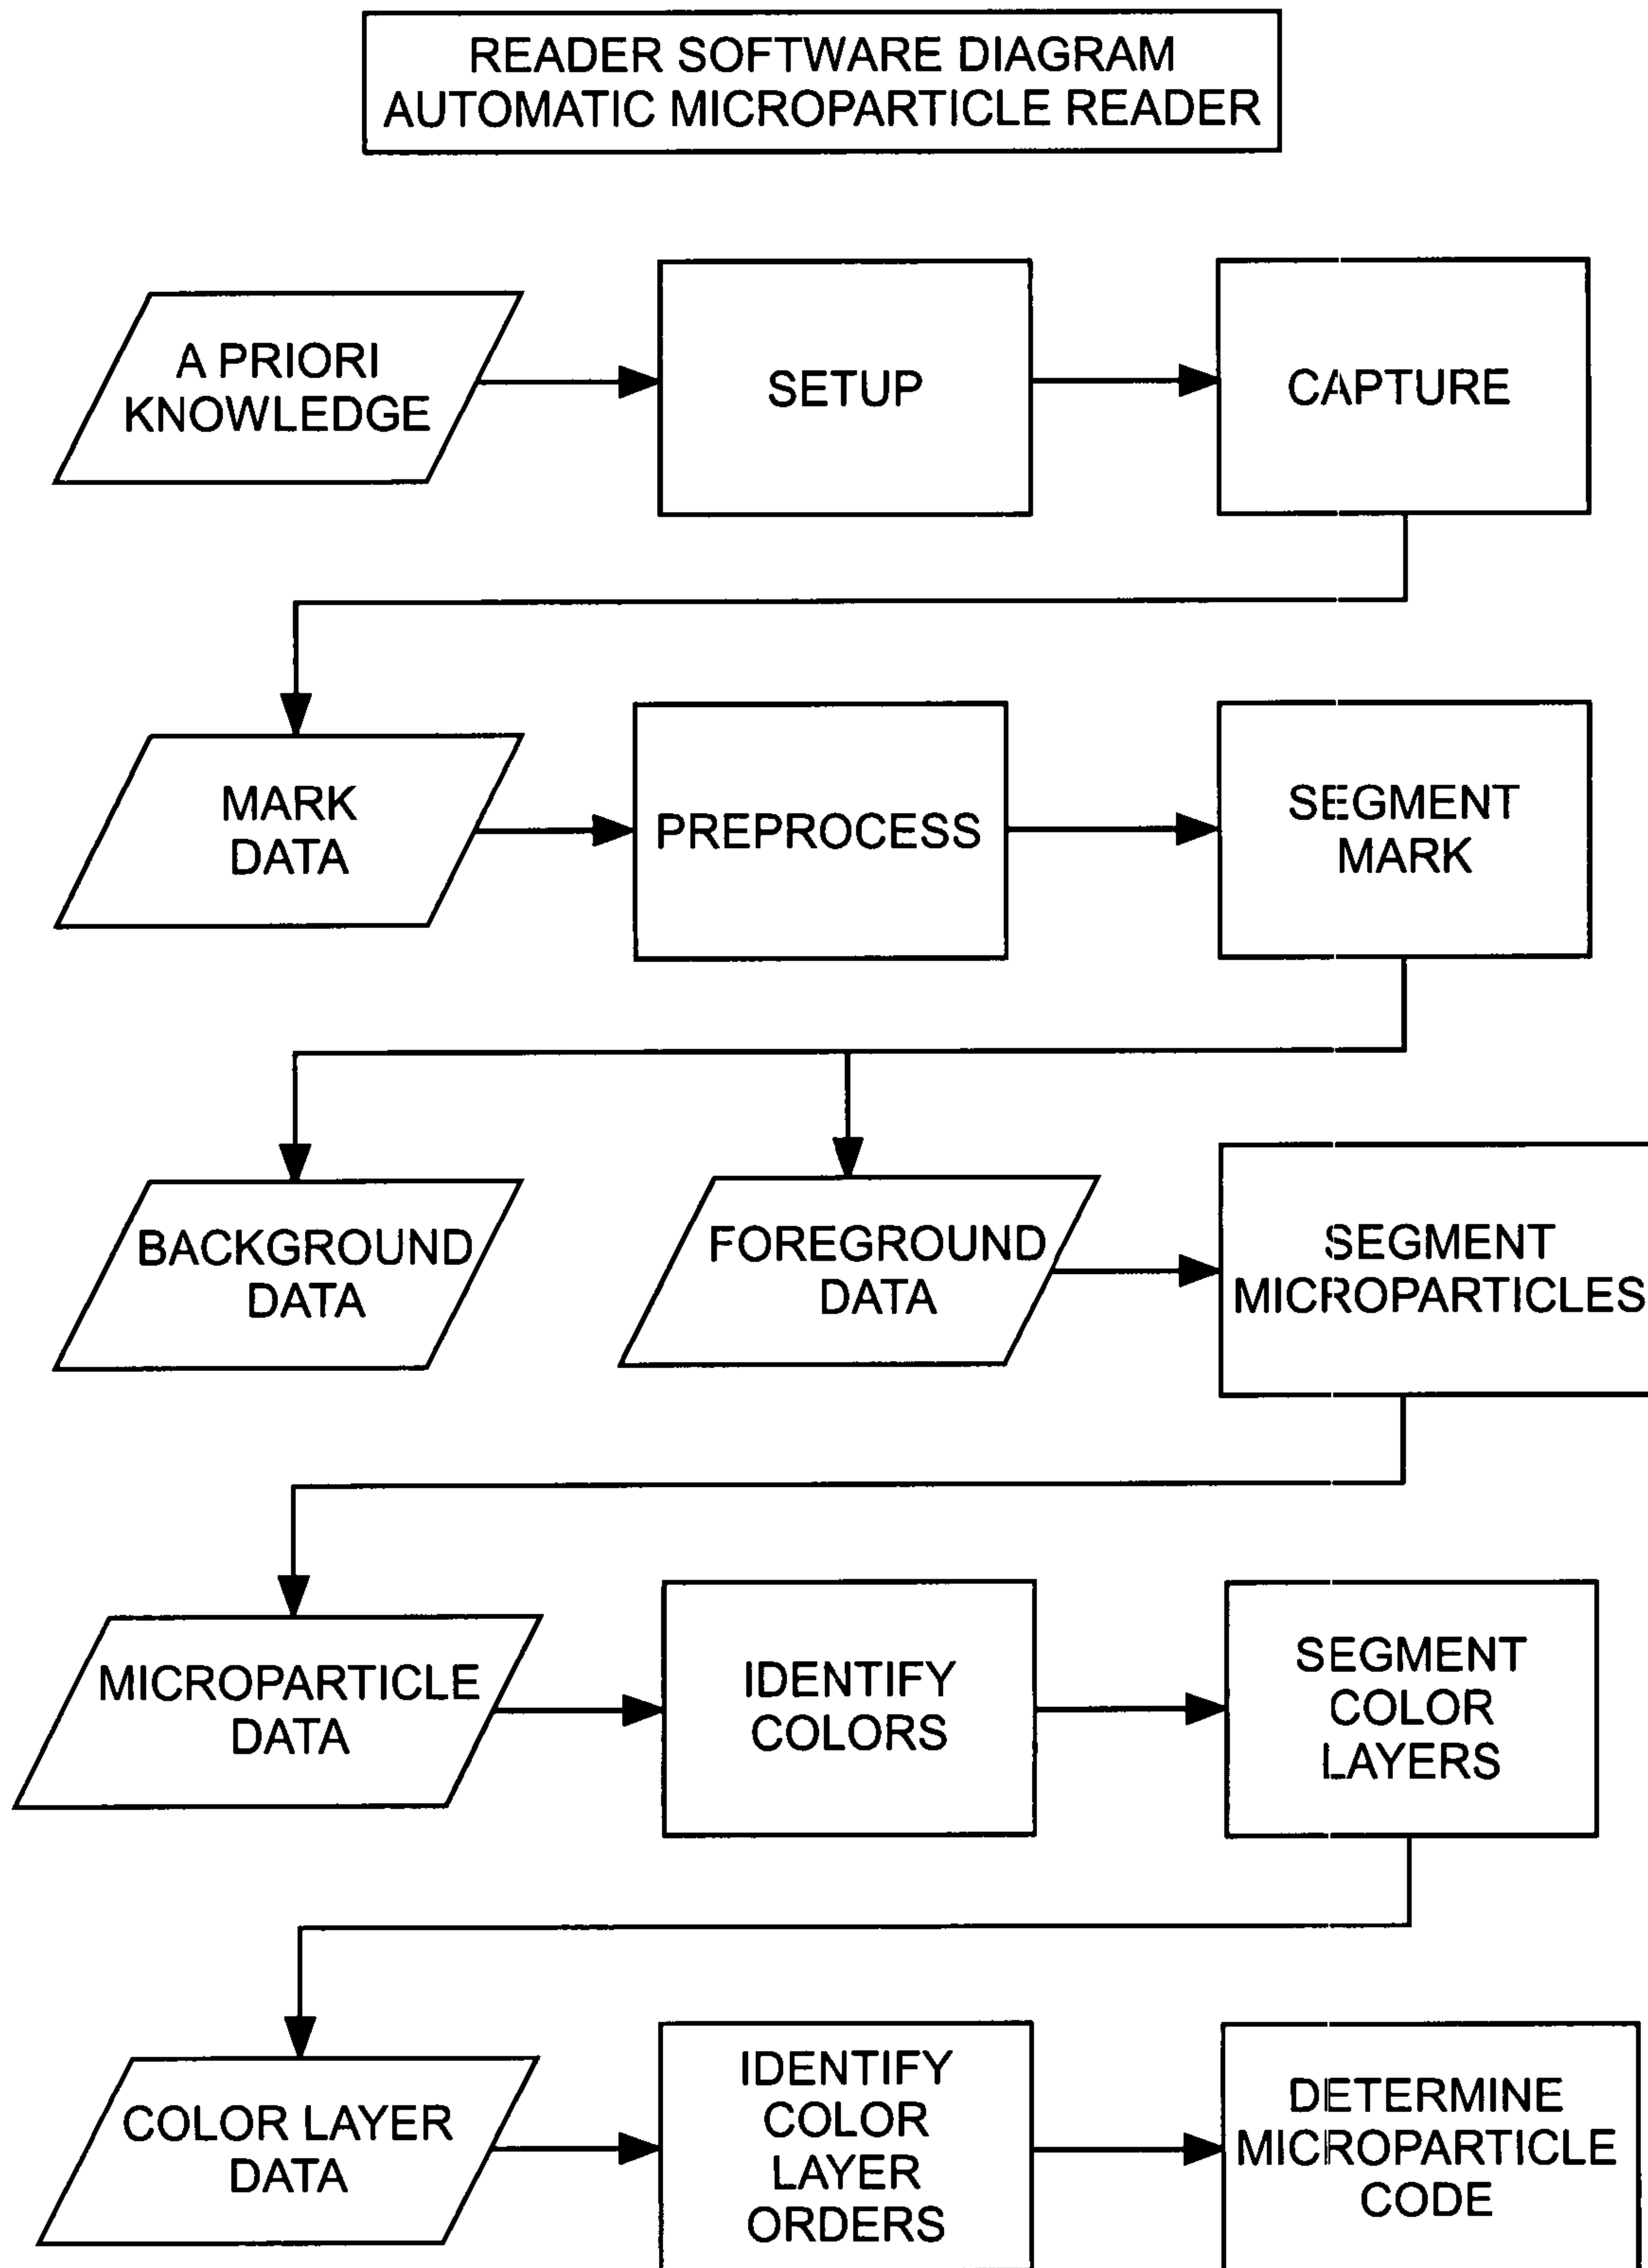 READER SOFTWARE DIAGRAM
AUTOMATIC MICROPARTICLE READER
A PRIORI
KNOWLEDGE
SETUP
CAPTURE
MARK
DATA
PREPROCESS
SEGMENT
MARK
BACKGROUND
DATA
FOREGROUND
DATA
SEGMENT
MICROPARTICLES
MICROPARTICLE
DATA
IDENTIFY
COLORS
SEGMENT
COLOR
LAYERS
COLOR LAYER
DATA
IDENTIFY
COLOR
LAYER
ORDERS
DETERMINE
MICROPARTICLE
CODE